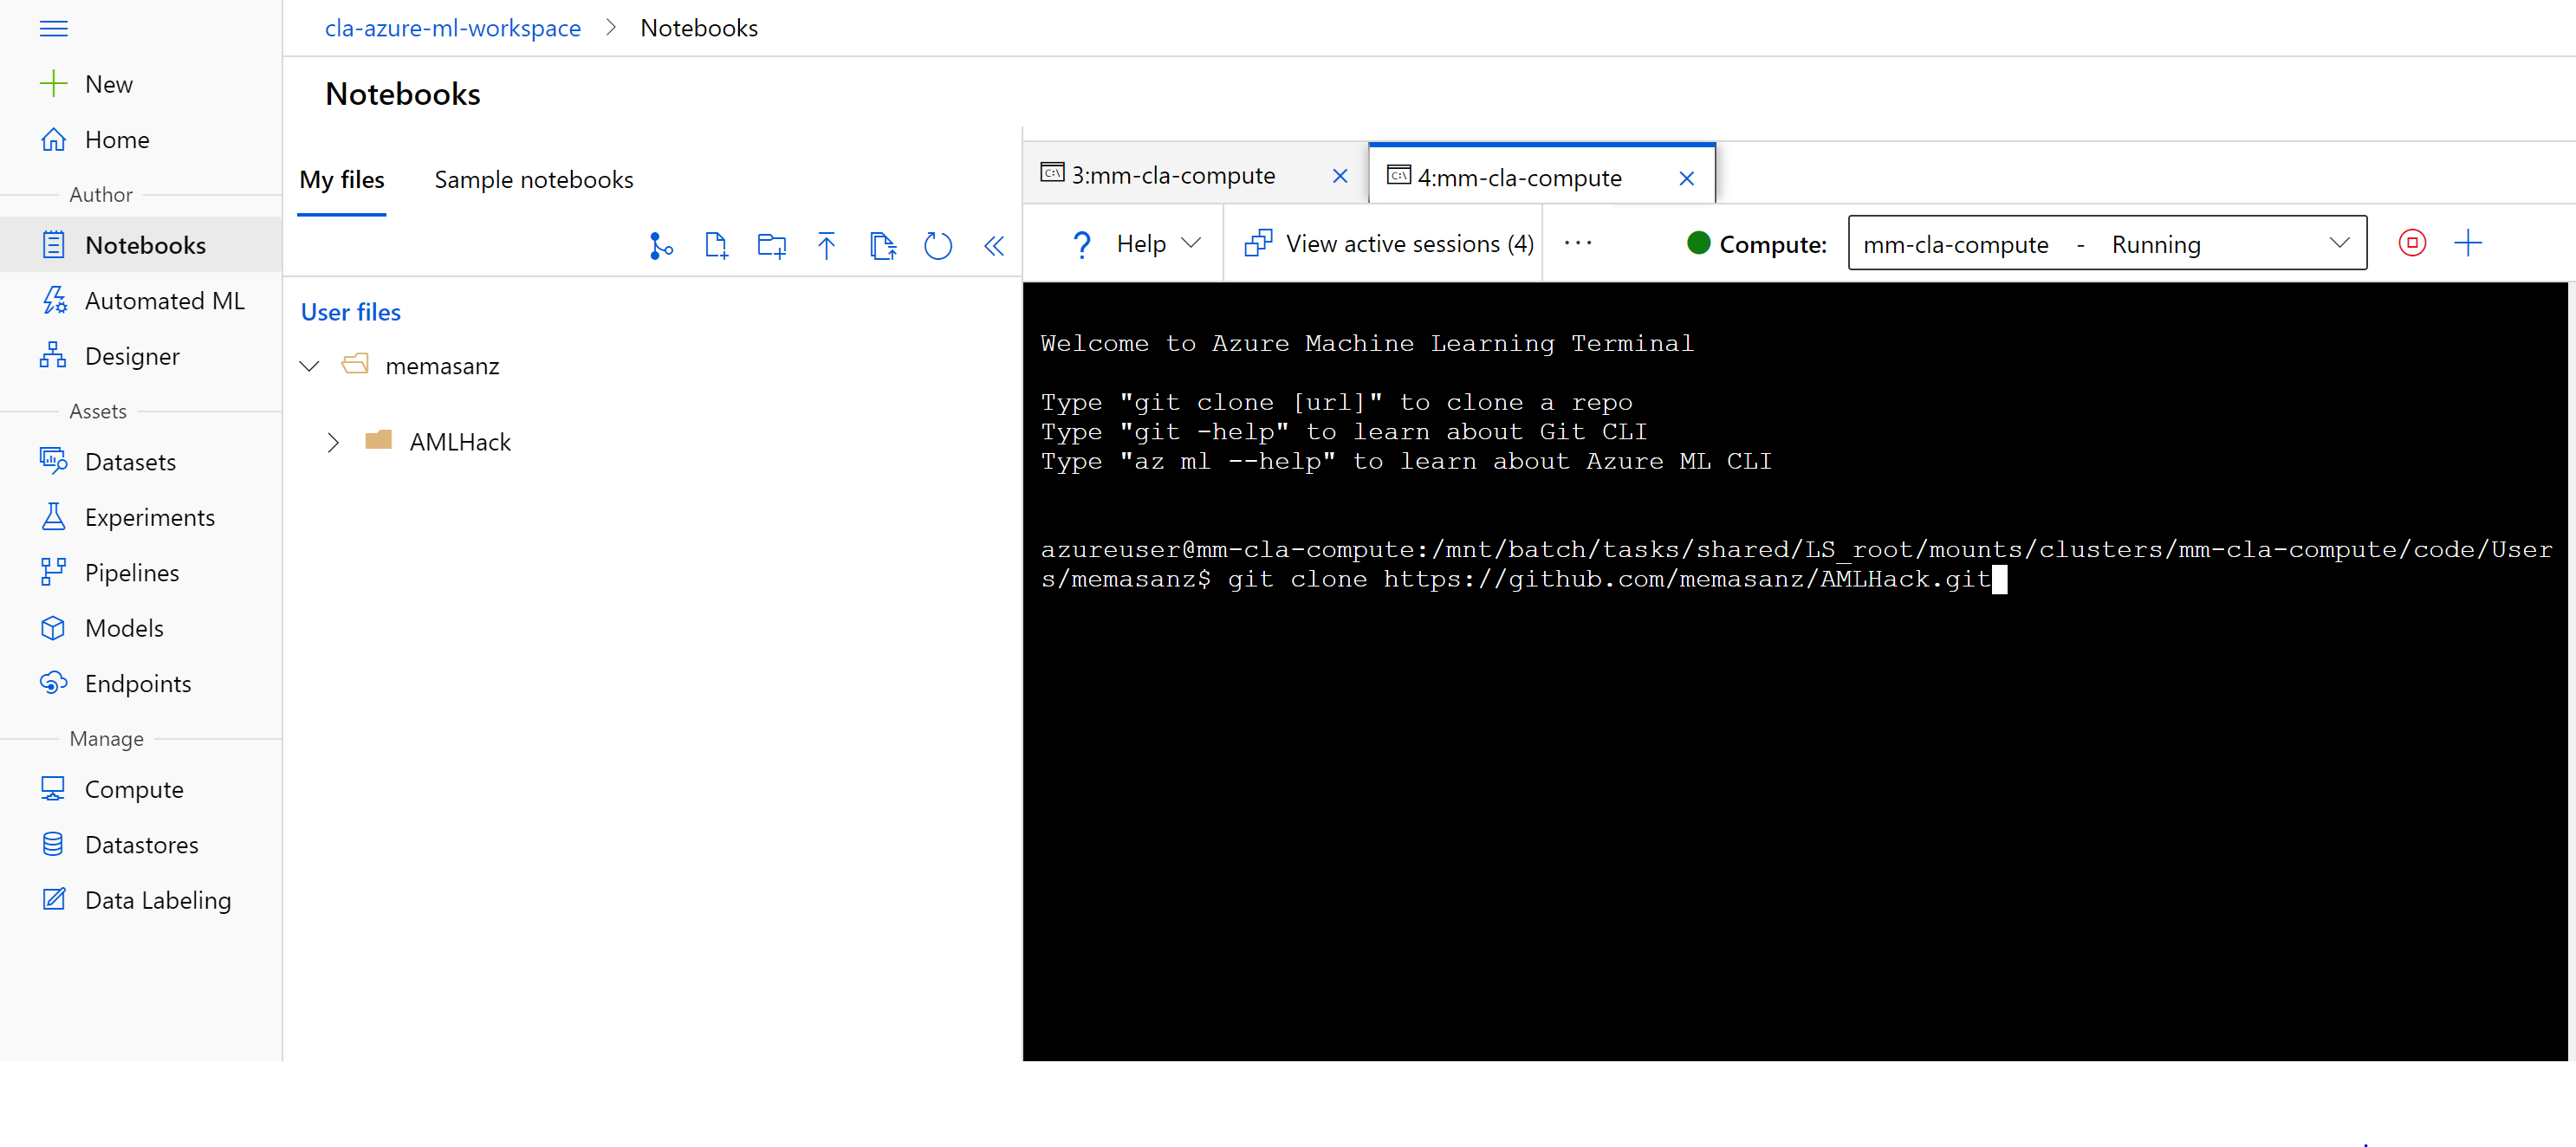 cla-azure-ml-workspace > Notebooks
New
Home
Author
Notebooks
Automated ML
Designer
Assets
Datasets
Experiments
Pipelines
Models
Endpoints
Manage
Compute
Datastores
Data Labeling
Notebooks
My files Sample notebooks
User files
memasanz
AMLHack
C:\ 3:mm-cla-compute C:\ 4:mm-cla-compute
? Help View active sessions (4) ··· Compute: mm-cla-compute - Running
Welcome to Azure Machine Learning Terminal
Type "git clone [url]" to clone a repo
Type "git -help" to learn about Git CLI
Type "az ml --help" to learn about Azure ML CLI
azureuser@mm-cla-compute:/mnt/batch/tasks/shared/LS_root/mounts/clusters/mm-cla-compute/code/User
s/memasanz$ git clone https://github.com/memasanz/AMLHack.git